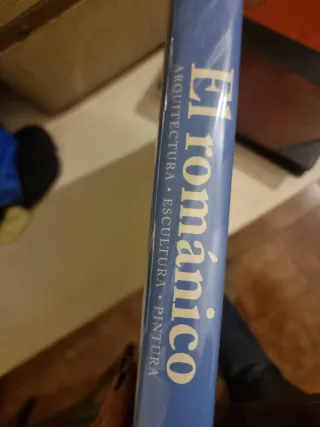 El románico
ARQUITECTURA • ESCULTURA • PINTURA